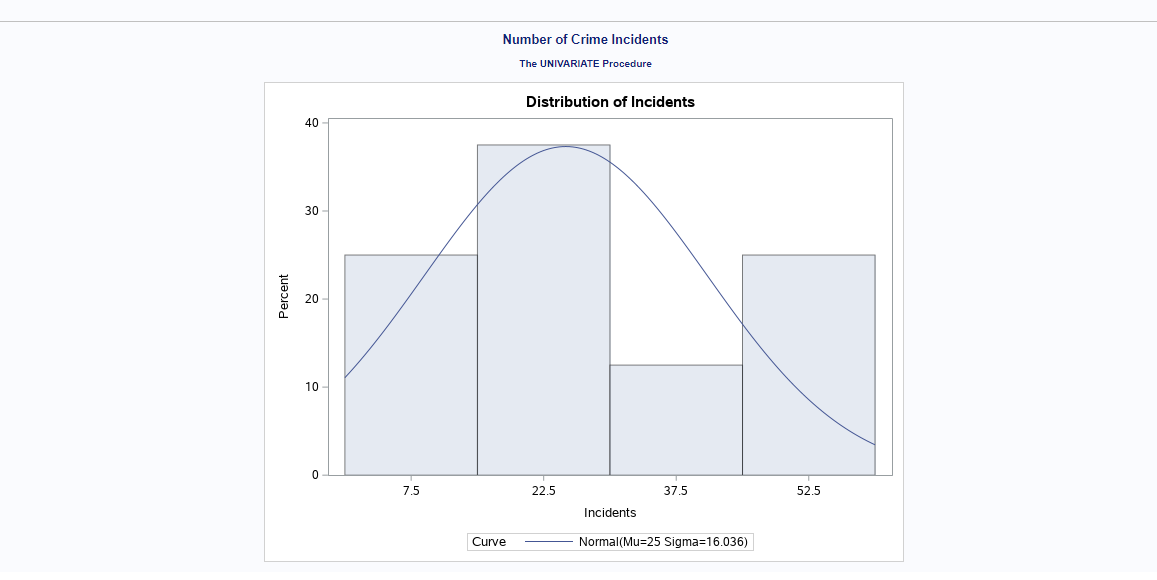 Number of Crime Incidents
The UNIVARIATE Procedure
Distribution of Incidents
40
30
20
10
0
Percent
7.5 22.5 37.5 52.5
Incidents
Curve Normal(Mu=25 Sigma=16.036)